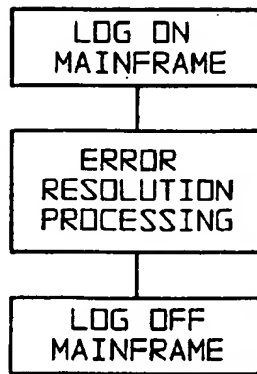 LOG ON
MAINFRAME
ERROR
RESOLUTION
PROCESSING
LOG OFF
MAINFRAME